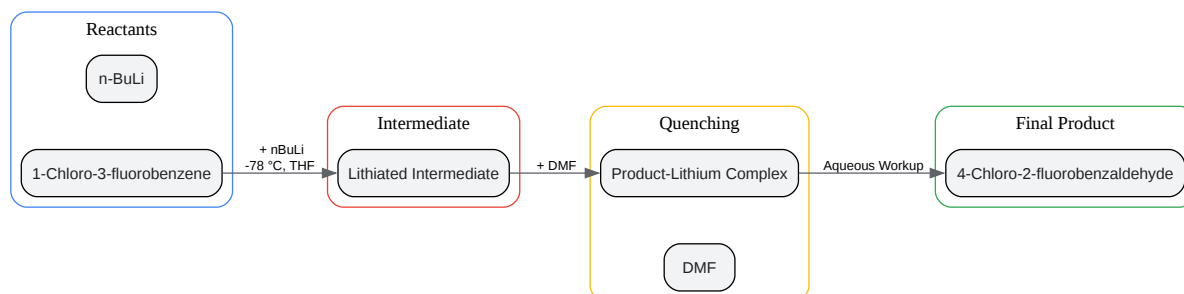 Reactants
n-BuLi
1-Chloro-3-fluorobenzene
+ nBuLi
-78 °C, THF
Intermediate
Lithiated Intermediate
+ DMF
Quenching
Product-Lithium Complex
DMF
Aqueous Workup
Final Product
4-Chloro-2-fluorobenzaldehyde